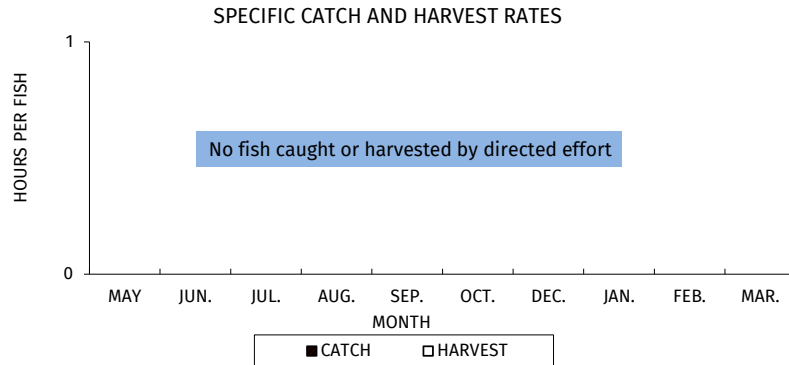 SPECIFIC CATCH AND HARVEST RATES
1
HOURS PER FISH
No fish caught or harvested by directed effort
0
MAY JUN. JUL. AUG. SEP. OCT. DEC. JAN. FEB. MAR.
MONTH
CATCH HARVEST